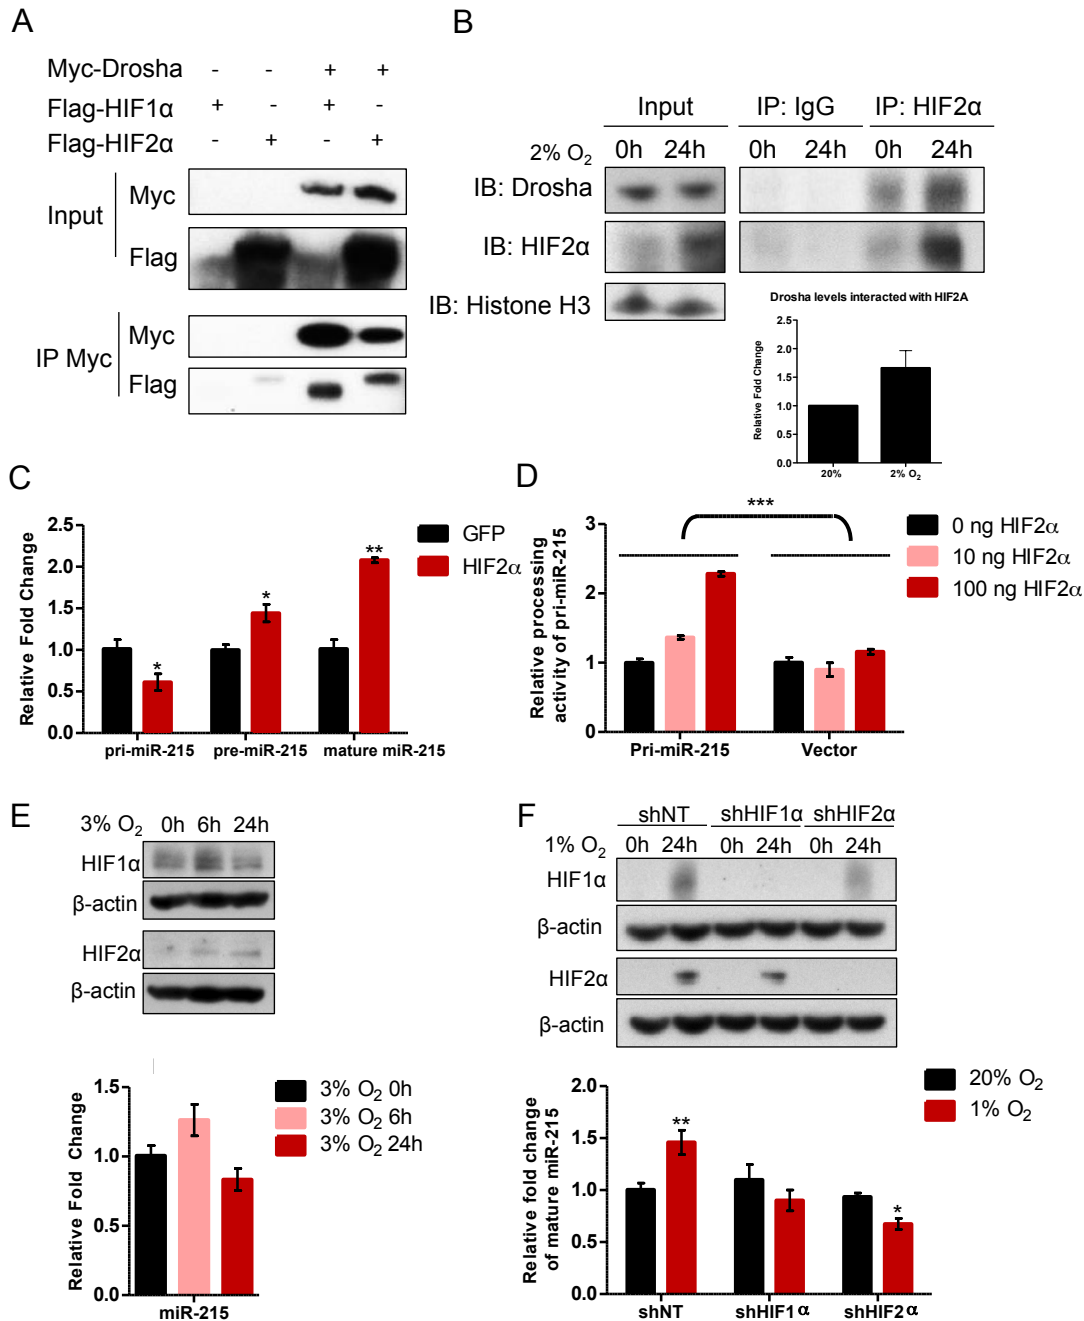 A
Myc-Drosha - - + +
Flag-HIF1α + - + -
Flag-HIF2α - + - +
Input
Myc
Flag
IP Myc
Myc
Flag
B
Input IP: IgG IP: HIF2α
2% O2 0h 24h 0h 24h 0h 24h
IB: Drosha
IB: HIF2α
IB: Histone H3
Drosha levels interacted with HIF2A
Relative Fold Change
2.5
2.0
1.5
1.0
0.5
0.0
20% 2% O2
C
Relative Fold Change
2.5
2.0
1.5
1.0
0.5
0.0
GFP
HIF2α
*
*
**
pri-miR-215 pre-miR-215 mature miR-215
D
Relative processing
activity of pri-miR-215
3
2
1
0
***
0 ng HIF2α
10 ng HIF2α
100 ng HIF2α
Pri-miR-215 Vector
E
3% O2 0h 6h 24h
HIF1α
β-actin
HIF2α
β-actin
Relative Fold Change
1.5
1.0
0.5
0.0
3% O2 0h
3% O2 6h
3% O2 24h
miR-215
F
shNT shHIF1α shHIF2α
1% O2 0h 24h 0h 24h 0h 24h
HIF1α
β-actin
HIF2α
β-actin
Relative fold change
of mature miR-215
2.0
1.5
1.0
0.5
0.0
20% O2
1% O2
**
*
shNT shHIF1α shHIF2α